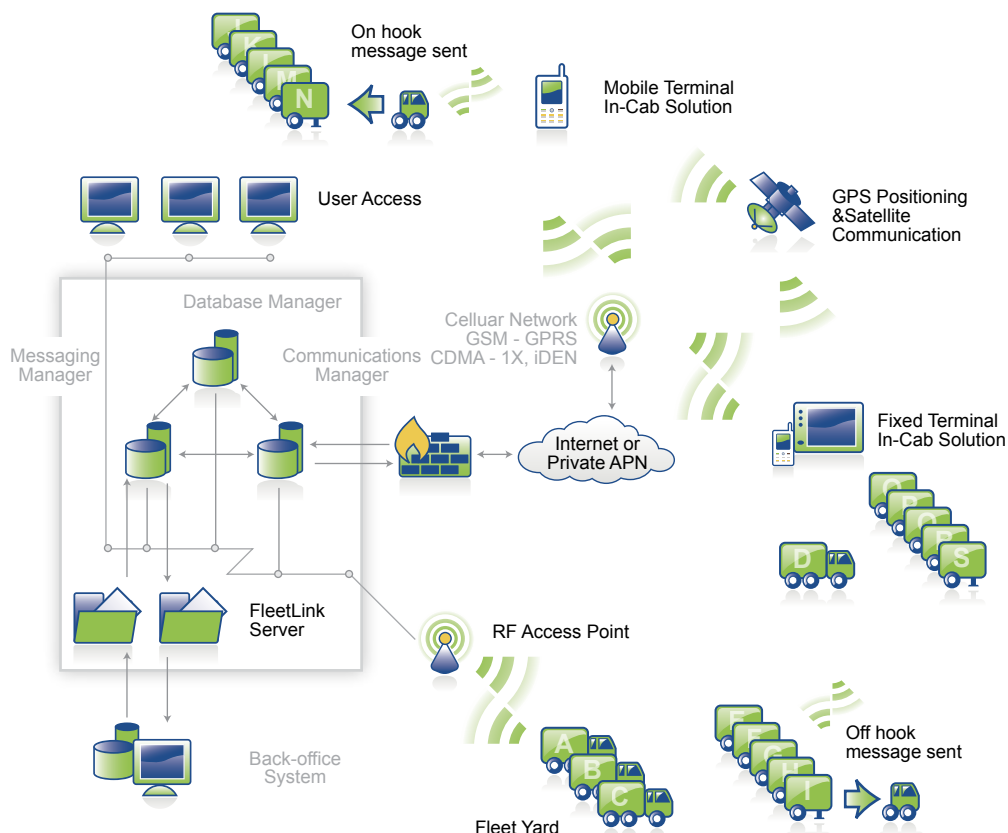 On hook
message sent
J
K
L
M
N
Mobile Terminal
In-Cab Solution
User Access
GPS Positioning
&Satellite
Communication
Database Manager
Messaging
Manager
Communications
Manager
Celluar Network
GSM - GPRS
CDMA - 1X, iDEN
Internet or
Private APN
Fixed Terminal
In-Cab Solution
O
P
Q
R
S
D
FleetLink
Server
RF Access Point
Back-office
System
A
B
C
Fleet Yard
E
F
G
H
I
Off hook
message sent